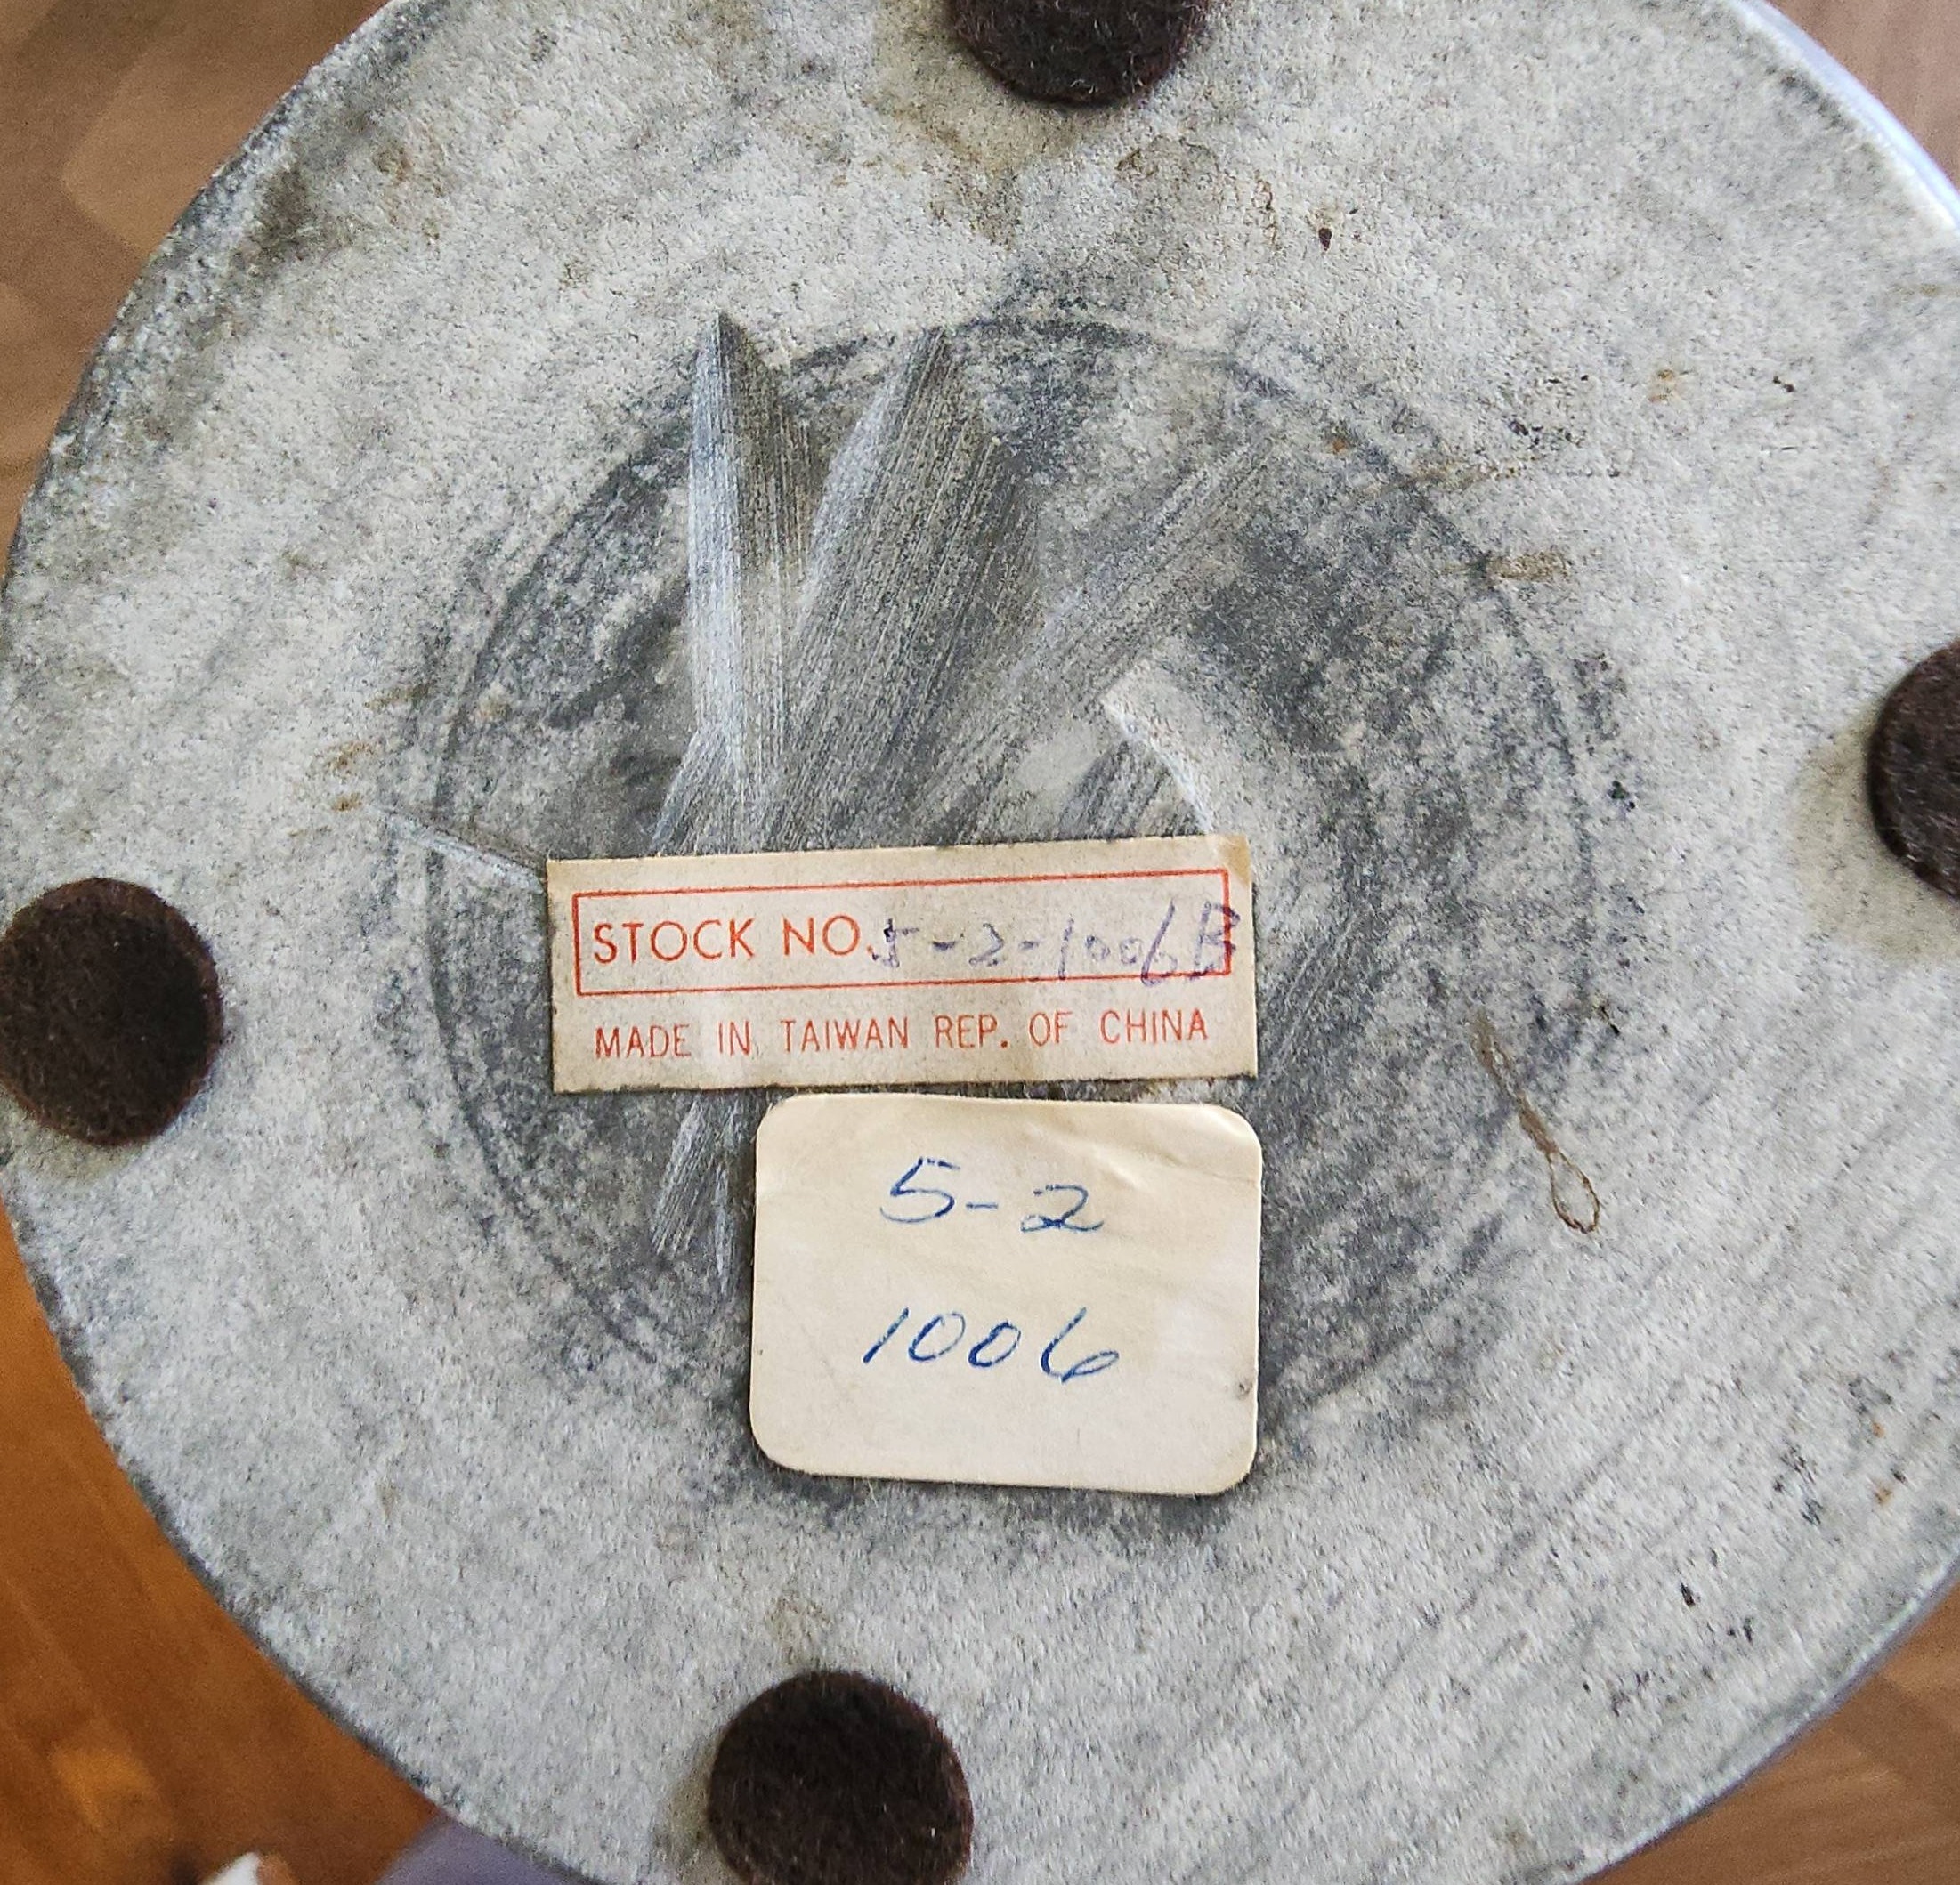 STOCK NO. 5-2-1006B
MADE IN TAIWAN REP. OF CHINA
5-2
1006